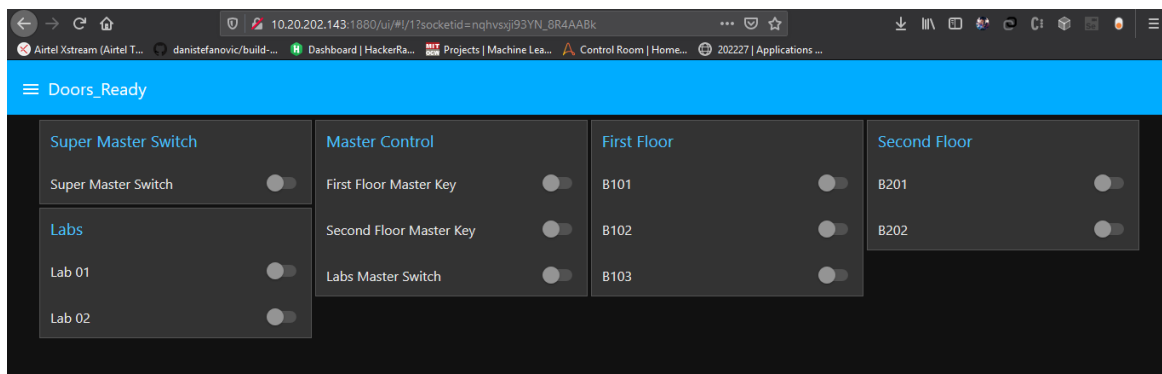 10.20.202.143:1880/ui/#!/1?socketid=nqhvsxji93YN_8R4AABk
Airtel Xstream (Airtel T... danistefanovic/build-... Dashboard | HackerRa... Projects | Machine Lea... Control Room | Home... 202227 | Applications ...
Doors_Ready
Super Master Switch
Super Master Switch
Labs
Lab 01
Lab 02
Master Control
First Floor Master Key
Second Floor Master Key
Labs Master Switch
First Floor
B101
B102
B103
Second Floor
B201
B202